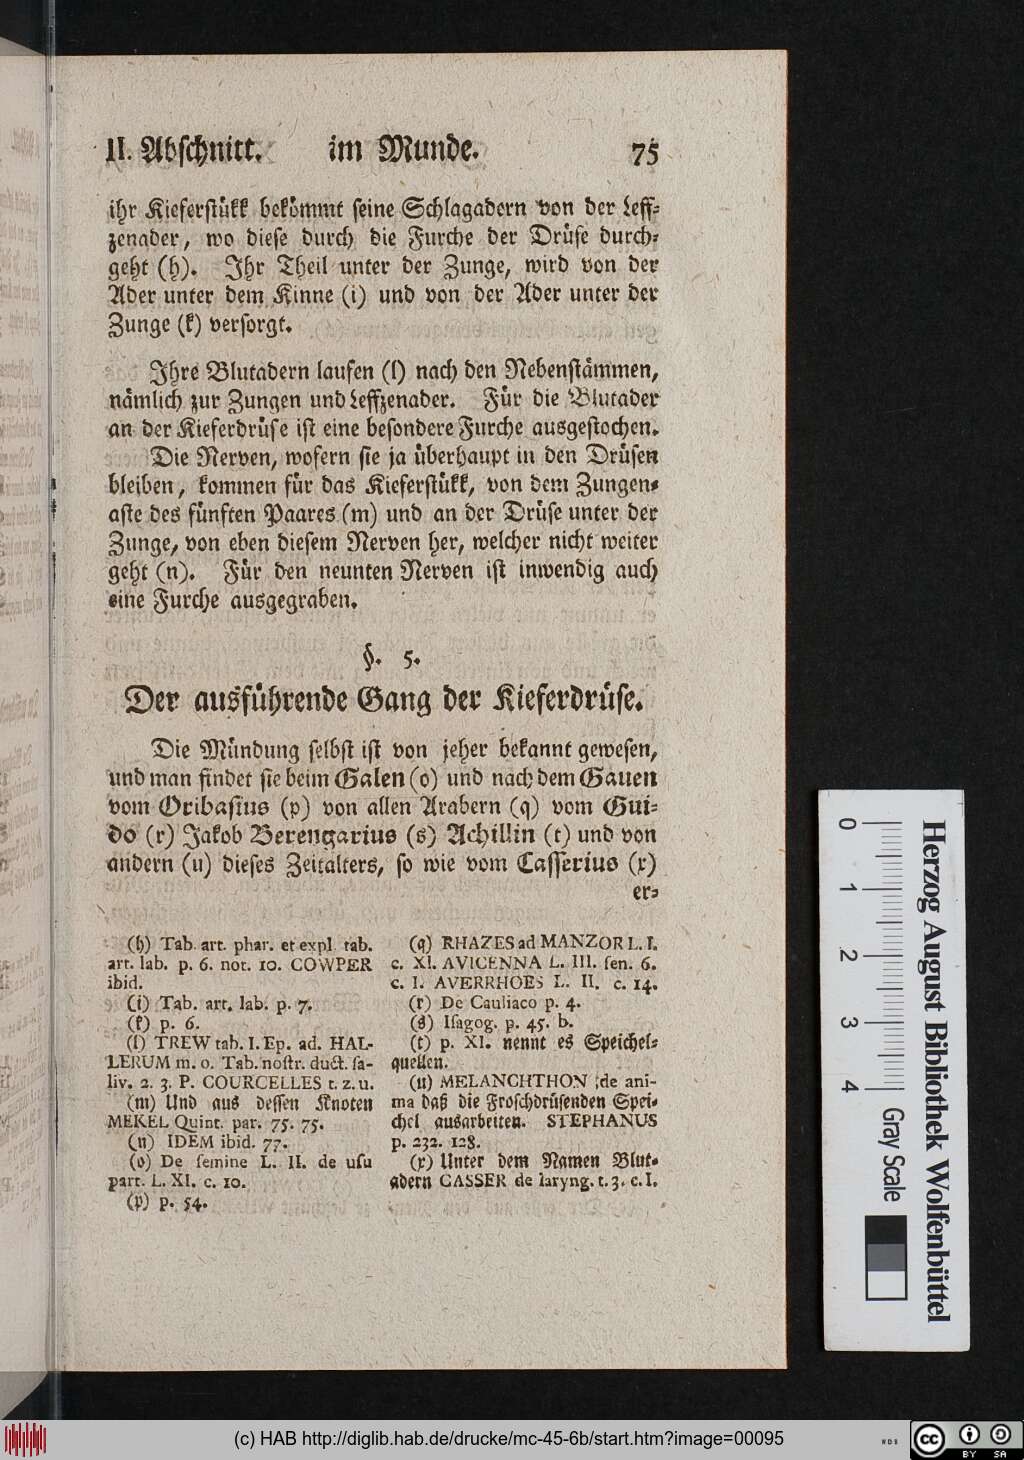 II. Abschnitt. im Munde. 75
ihr Kieferstükk bekömmt seine Schlagadern von der Leff-
zenader, wo diese durch die Furche der Drüse durch-
geht (h). Ihr Theil unter der Zunge, wird von der
Ader unter dem Kinne (i) und von der Ader unter der
Zunge (k) versorgt.
Ihre Blutadern laufen (l) nach den Nebenstämmen,
nämlich zur Zungen und Leffzenader. Für die Blutader
an der Kieferdrüse ist eine besondere Furche ausgestochen.
Die Nerven, wofern sie ja überhaupt in den Drüsen
bleiben, kommen für das Kieferstükk, von dem Zungen-
aste des fünften Paares (m) und an der Drüse unter der
Zunge, von eben diesem Nerven her, welcher nicht weiter
geht (n). Für den neunten Nerven ist inwendig auch
eine Furche ausgegraben.
§. 5.
Der ausführende Gang der Kieferdrüse.
Die Mündung selbst ist von jeher bekannt gewesen,
und man findet sie beim Galen (o) und nach dem Gauen
vom Oribasius (p) von allen Arabern (q) vom Gui-
do (r) Jakob Berengarius (s) Achillin (t) und von
andern (u) dieses Zeitalters, so wie vom Casserius (x)
er-
(h) Tab. art. phar. et expl. tab.
art. lab. p. 6. not. 10. COWPER
ibid.
(i) Tab. art. lab. p. 7.
(k) p. 6.
(l) TREW tab. I. Ep. ad. HAL-
LERUM m. o. Tab. nostr. duct. sa-
liv. 2. 3. P. COURCELLES t. z. u.
(m) Und aus dessen Knoten
MEKEL Quint. par. 75. 75.
(n) IDEM ibid. 77.
(o) De semine L. II. de usu
part. L. XI. c. 10.
(p) p. 54.
(q) RHAZES ad MANZOR L. I.
c. XI. AVICENNA L. III. fen. 6.
c. I. AVERRHOES L. II. c. 14.
(r) De Cauliaco p. 4.
(s) Isagog. p. 45. b.
(t) p. XI. nennt es Speichel-
quellen.
(u) MELANCHTHON de ani-
ma daß die Froschdrüsenden Spei-
chel ausarbeiten. STEPHANUS
p. 232. 128.
(x) Unter dem Namen Blut-
adern CASSER de laryng. t. 3. c. I.
0 1 2 3 4
Herzog August Bibliothek Wolfenbüttel
Gray Scale
(c) HAB http://diglib.hab.de/drucke/mc-45-6b/start.htm?image=00095
cc BY SA